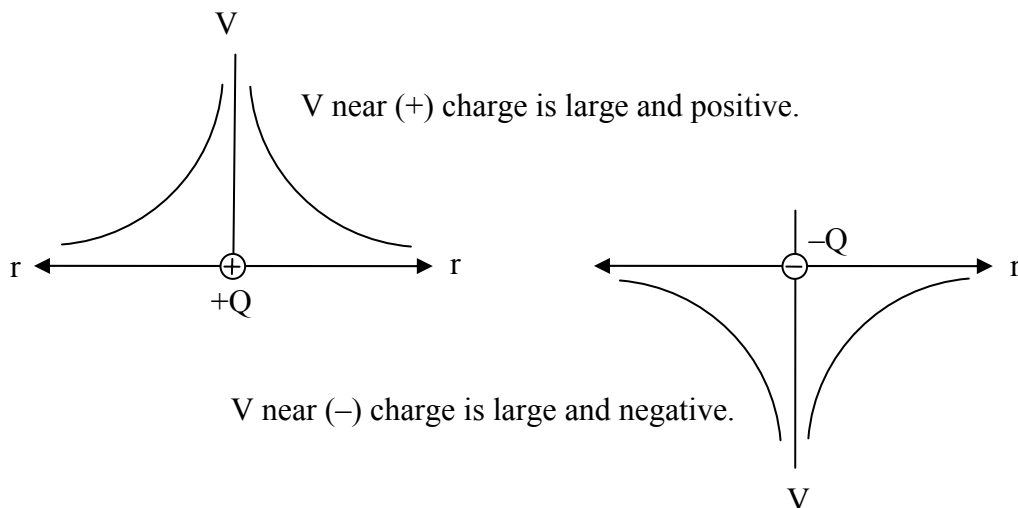 V
V near (+) charge is large and positive.
–Q
r
r
r
+ 
–
+Q
V near (–) charge is large and negative.
V